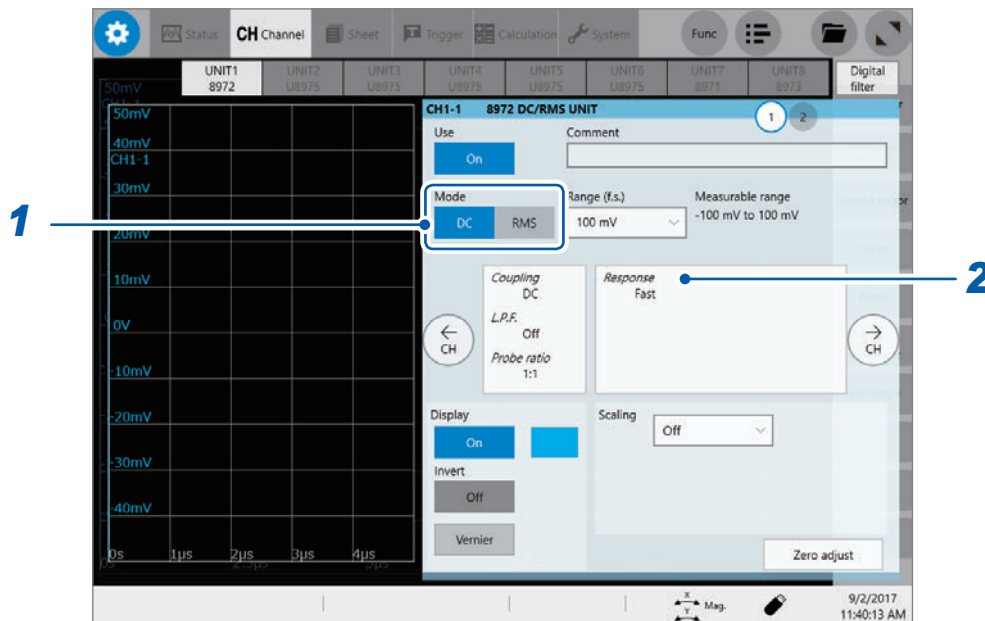 Status
CH Channel
Sheet
Trigger
Calculation
System
Func
UNIT1
8972
UNIT2
U8975
UNIT3
U8975
UNIT4
U8975
UNIT5
U8975
UNIT6
U8975
UNIT7
8971
UNIT8
8973
Digital
filter
50mV
50mV
40mV
CH1-1
30mV
20mV
10mV
0V
-10mV
-20mV
-30mV
-40mV
0s 1µs 2µs 3µs 4µs
CH1-1 8972 DC/RMS UNIT
1 2
Use
On
Comment
1
Mode
DC RMS
Range (f.s.)
100 mV
Measurable range
-100 mV to 100 mV
Coupling
DC
L.P.F.
Off
Probe ratio
1:1
Response
Fast
2
← CH
→ CH
Display
On
Invert
Off
Vernier
Scaling
Off
Zero adjust
X
Y
Mag.
9/2/2017
11:40:13 AM